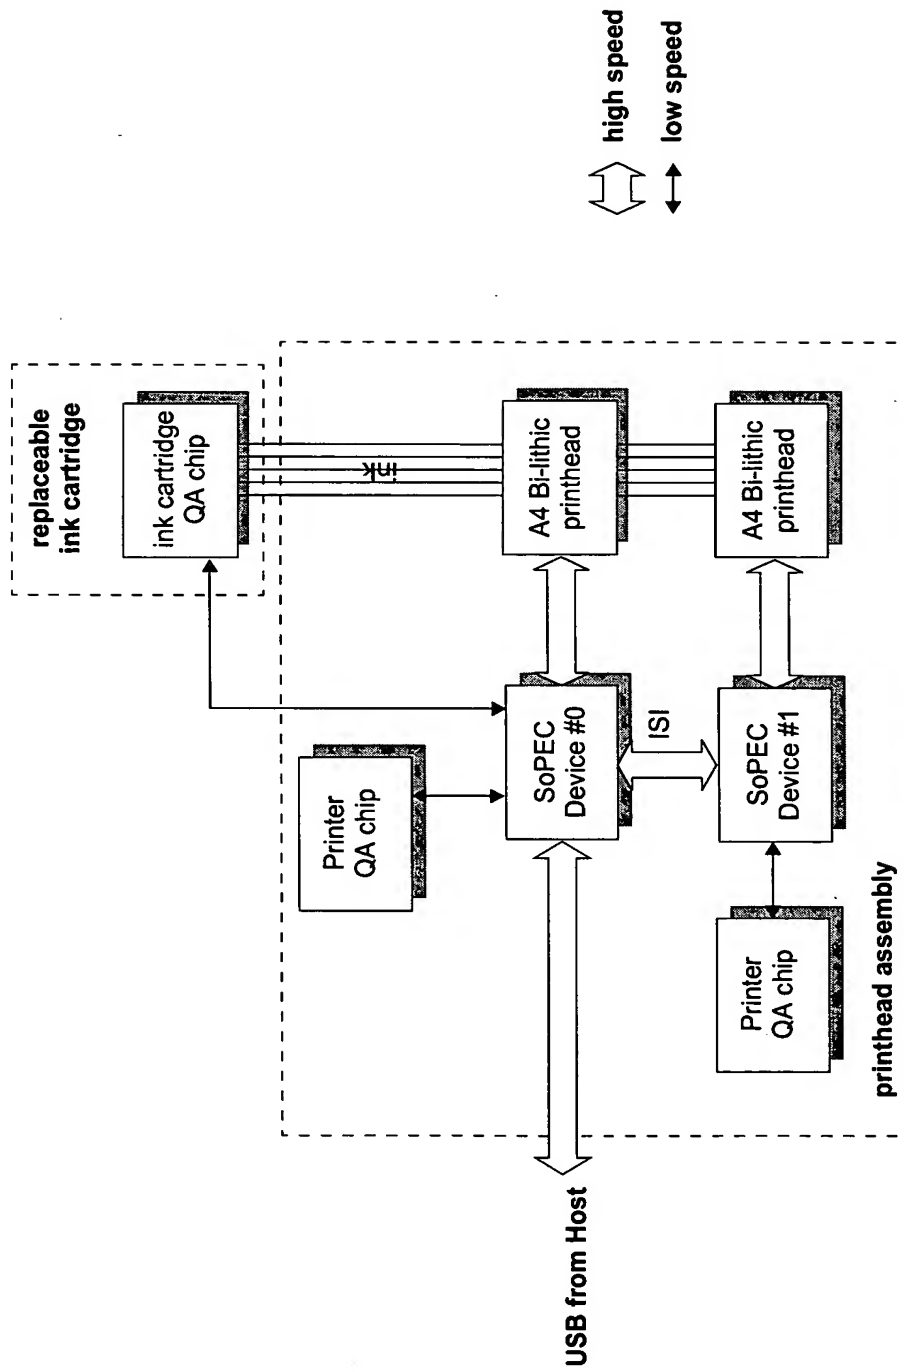 replaceable
ink cartridge
ink cartridge
QA chip
ink
Printer
QA chip
SoPEC
Device #0
A4 Bi-lithic
printhead
high speed
low speed
USB from Host
ISI
Printer
QA chip
SoPEC
Device #1
A4 Bi-lithic
printhead
printhead assembly